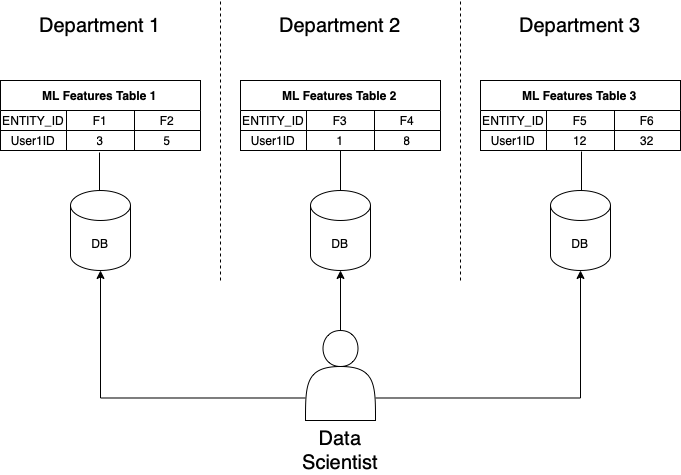 Department 1
Department 2
Department 3
ML Features Table 1
ENTITY_ID F1 F2
User1ID 3 5
ML Features Table 2
ENTITY_ID F3 F4
User1ID 1 8
ML Features Table 3
ENTITY_ID F5 F6
User1ID 12 32
DB
DB
DB
Data
Scientist